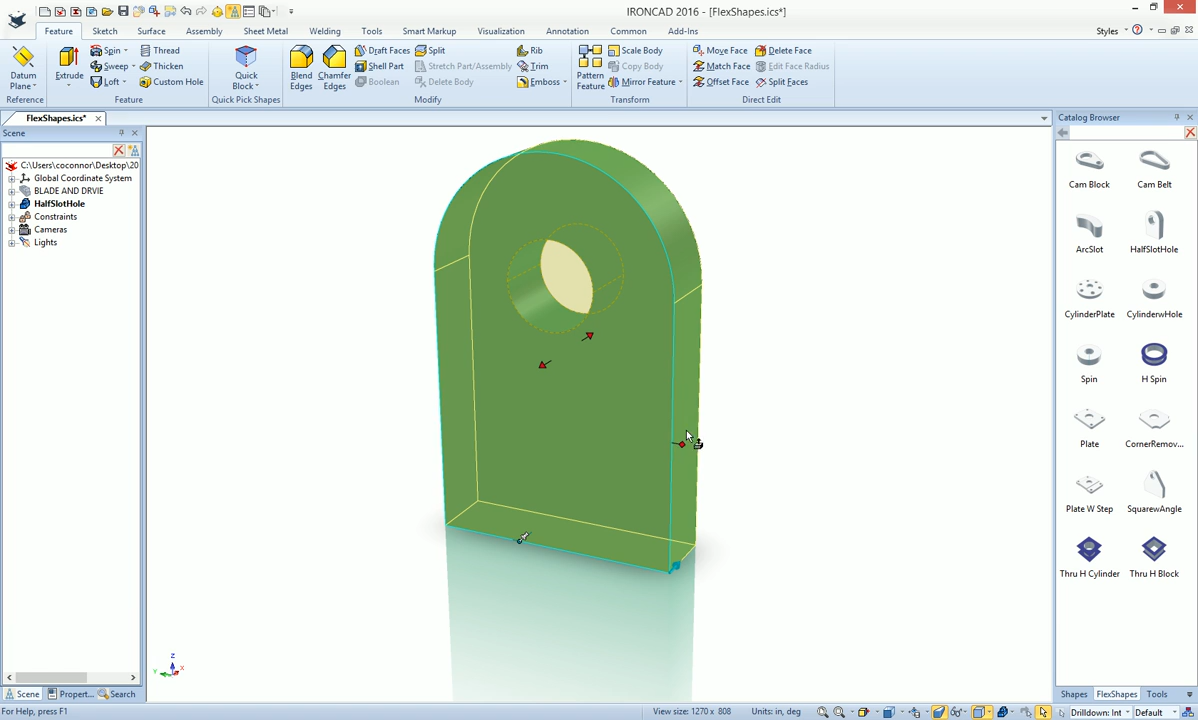 IRONCAD 2016 - [FlexShapes.ics*]
Feature Sketch Surface Assembly Sheet Metal Welding Tools Smart Markup Visualization Annotation Common Add-Ins Styles
Datum Plane
Reference
Extrude
Spin
Sweep
Loft
Thread
Thicken
Custom Hole
Feature
Quick Block
Quick Pick Shapes
Blend Edges
Chamfer Edges
Draft Faces
Shell Part
Boolean
Split
Stretch Part/Assembly
Delete Body
Rib
Trim
Emboss
Modify
Pattern Feature
Scale Body
Copy Body
Mirror Feature
Transform
Move Face
Match Face
Offset Face
Delete Face
Edit Face Radius
Split Faces
Direct Edit
FlexShapes.ics*
Scene
C:\Users\coconnor\Desktop\20
Global Coordinate System
BLADE AND DRVIE
HalfSlotHole
Constraints
Cameras
Lights
Z
Y
X
Catalog Browser
Cam Block Cam Belt
ArcSlot HalfSlotHole
CylinderPlate CylinderwHole
Spin H Spin
Plate CornerRemov...
Plate W Step SquarewAngle
Thru H Cylinder Thru H Block
Scene Propert... Search
Shapes FlexShapes Tools
For Help, press F1
View size: 1270 x 808
Units: in, deg
Drilldown: Int
Default